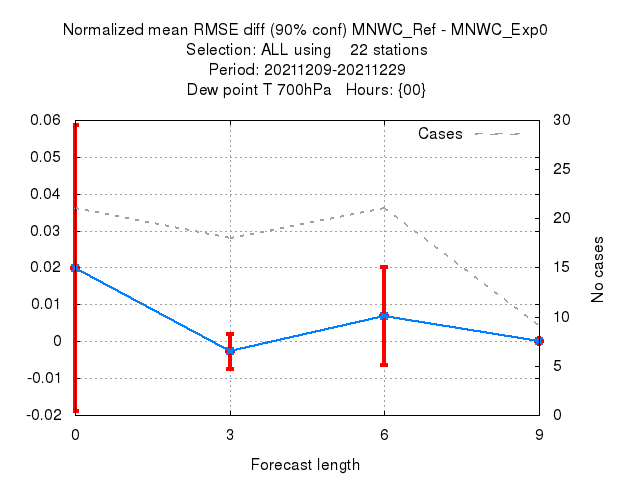 Normalized mean RMSE diff (90% conf) MNWC_Ref - MNWC_Exp0
Selection: ALL using    22 stations
Period: 20211209-20211229
Dew point T 700hPa   Hours: {00}
0.06
0.05
0.04
0.03
0.02
0.01
0
-0.01
-0.02
Cases
30
25
20
15
10
5
0
No cases
0 3 6 9
Forecast length